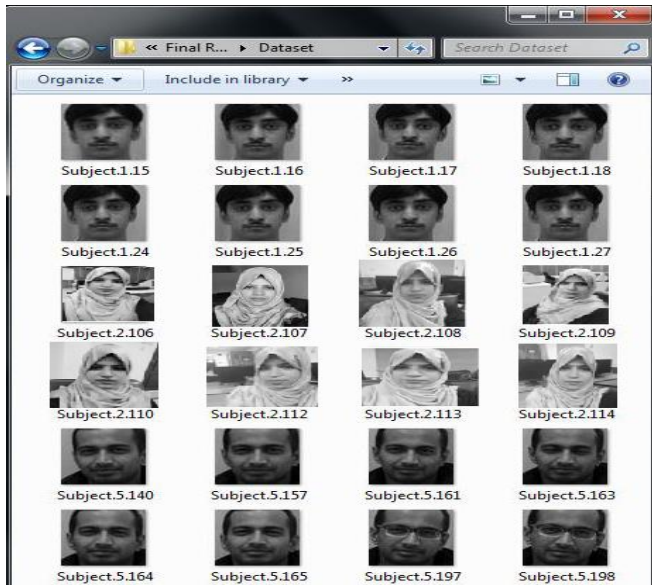 « Final R... ▸ Dataset
Search Dataset
Organize
Include in library
»
Subject.1.15 Subject.1.16 Subject.1.17 Subject.1.18
Subject.1.24 Subject.1.25 Subject.1.26 Subject.1.27
Subject.2.106 Subject.2.107 Subject.2.108 Subject.2.109
Subject.2.110 Subject.2.112 Subject.2.113 Subject.2.114
Subject.5.140 Subject.5.157 Subject.5.161 Subject.5.163
Subject.5.164 Subject.5.165 Subject.5.197 Subject.5.198